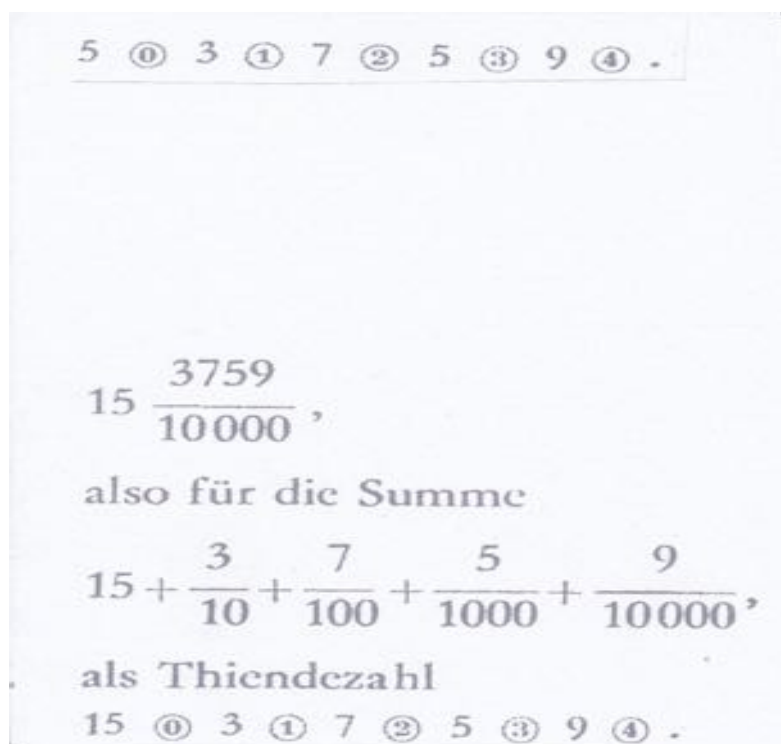 5 ⓪ 3 ① 7 ② 5 ③ 9 ④ .
15 3759/10000 ,
also für die Summe
15 + 3/10 + 7/100 + 5/1000 + 9/10000 ,
als Thiendezahl
15 ⓪ 3 ① 7 ② 5 ③ 9 ④ .